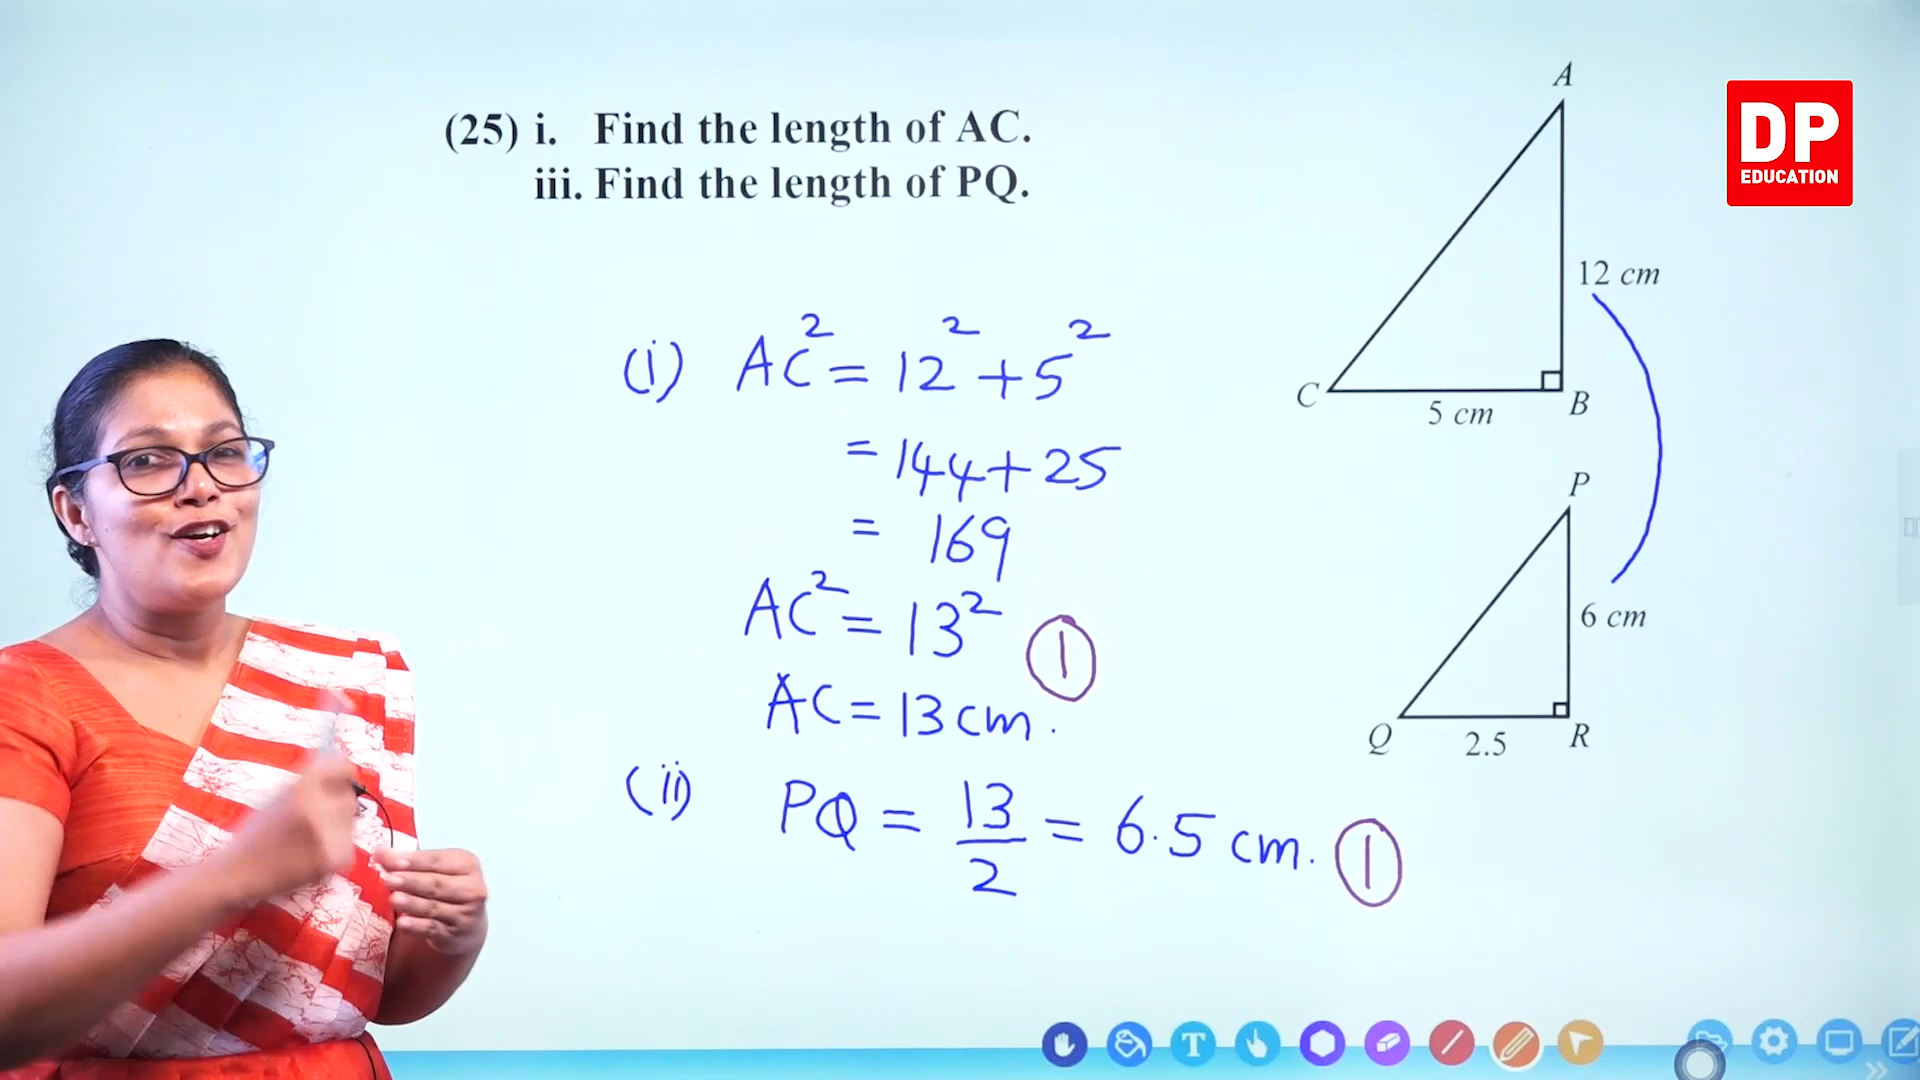 (25) i. Find the length of AC.
iii. Find the length of PQ.
DP
EDUCATION
A
12 cm
C
5 cm
B
P
6 cm
Q
2.5
R
(i) AC² = 12² + 5²
= 144 + 25
= 169
AC² = 13² ①
AC = 13 cm.
(ii) PQ = 13/2 = 6.5 cm. ①
T